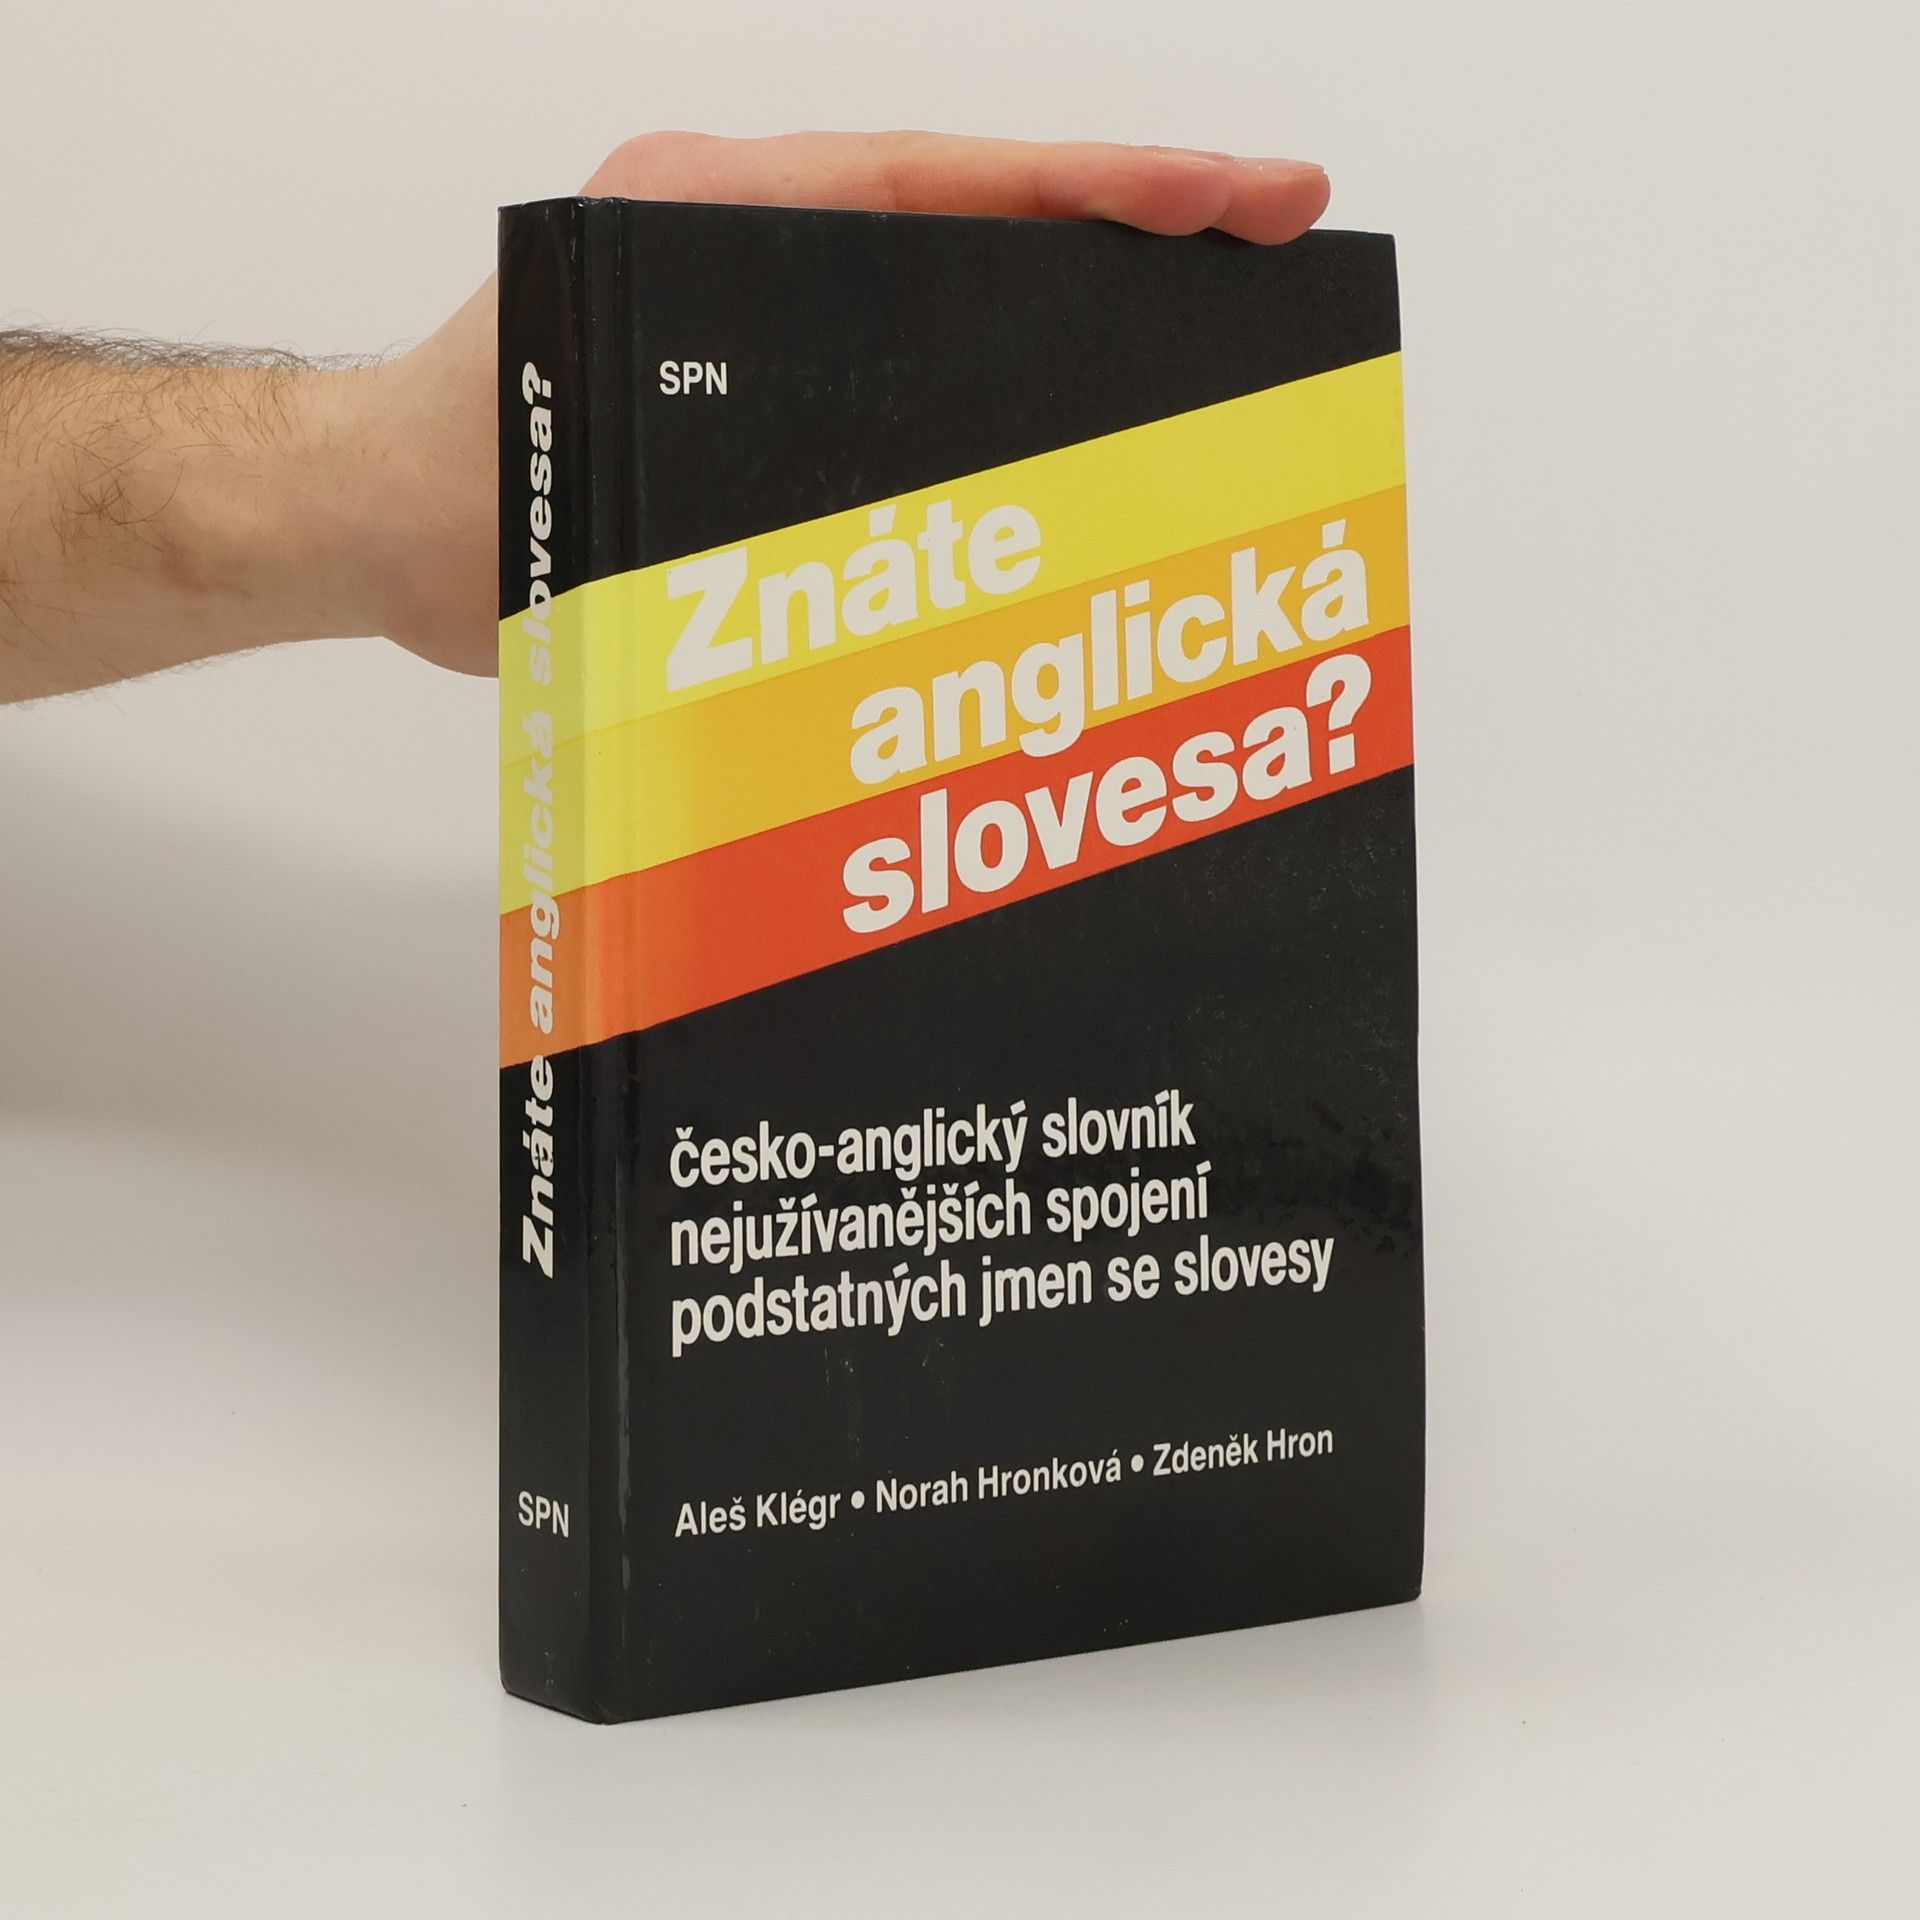 Znáte anglická slovesa?
SPN
SPN
Znáte
anglická
slovesa?
česko-anglický slovník
nejužívanějších spojení
podstatných jmen se slovesy
Aleš Klégr • Norah Hronková • Zdeněk Hron